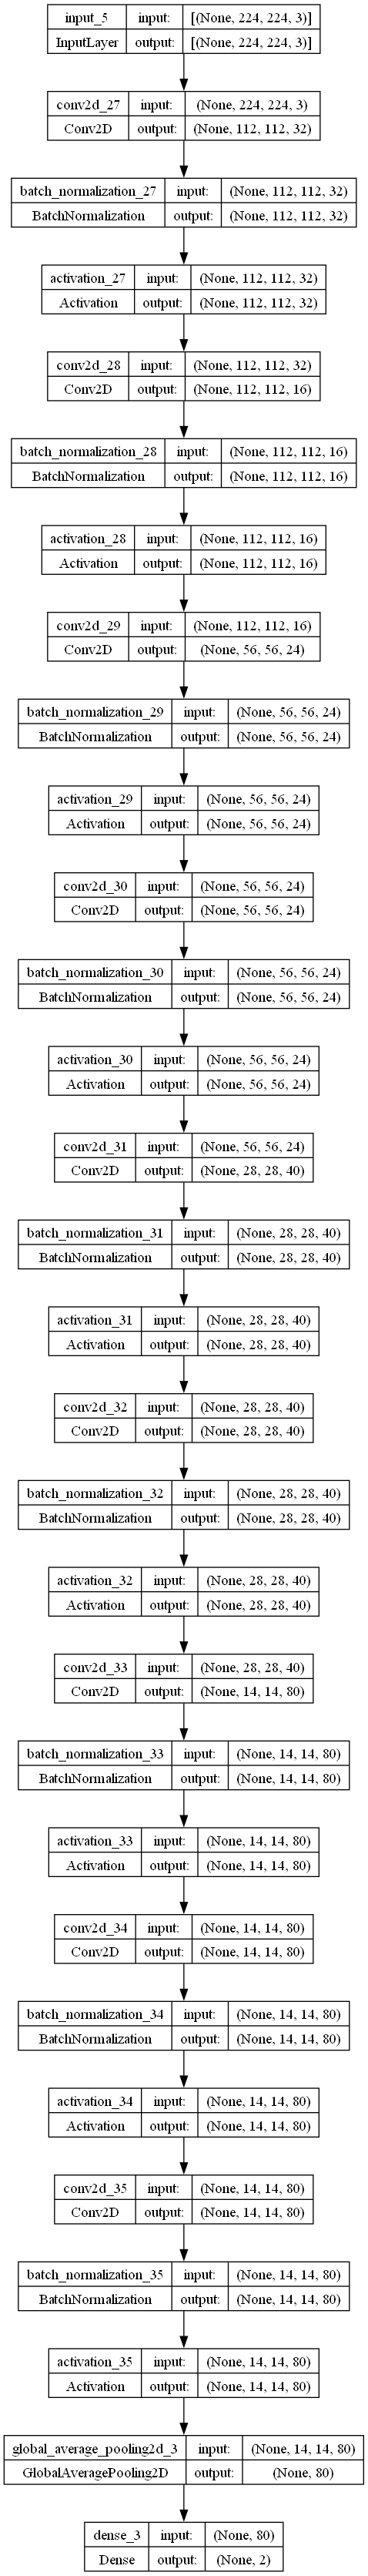 input_5 input: [(None, 224, 224, 3)]
InputLayer output: [(None, 224, 224, 3)]
conv2d_27 input: (None, 224, 224, 3)
Conv2D output: (None, 112, 112, 32)
batch_normalization_27 input: (None, 112, 112, 32)
BatchNormalization output: (None, 112, 112, 32)
activation_27 input: (None, 112, 112, 32)
Activation output: (None, 112, 112, 32)
conv2d_28 input: (None, 112, 112, 32)
Conv2D output: (None, 112, 112, 16)
batch_normalization_28 input: (None, 112, 112, 16)
BatchNormalization output: (None, 112, 112, 16)
activation_28 input: (None, 112, 112, 16)
Activation output: (None, 112, 112, 16)
conv2d_29 input: (None, 112, 112, 16)
Conv2D output: (None, 56, 56, 24)
batch_normalization_29 input: (None, 56, 56, 24)
BatchNormalization output: (None, 56, 56, 24)
activation_29 input: (None, 56, 56, 24)
Activation output: (None, 56, 56, 24)
conv2d_30 input: (None, 56, 56, 24)
Conv2D output: (None, 56, 56, 24)
batch_normalization_30 input: (None, 56, 56, 24)
BatchNormalization output: (None, 56, 56, 24)
activation_30 input: (None, 56, 56, 24)
Activation output: (None, 56, 56, 24)
conv2d_31 input: (None, 56, 56, 24)
Conv2D output: (None, 28, 28, 40)
batch_normalization_31 input: (None, 28, 28, 40)
BatchNormalization output: (None, 28, 28, 40)
activation_31 input: (None, 28, 28, 40)
Activation output: (None, 28, 28, 40)
conv2d_32 input: (None, 28, 28, 40)
Conv2D output: (None, 28, 28, 40)
batch_normalization_32 input: (None, 28, 28, 40)
BatchNormalization output: (None, 28, 28, 40)
activation_32 input: (None, 28, 28, 40)
Activation output: (None, 28, 28, 40)
conv2d_33 input: (None, 28, 28, 40)
Conv2D output: (None, 14, 14, 80)
batch_normalization_33 input: (None, 14, 14, 80)
BatchNormalization output: (None, 14, 14, 80)
activation_33 input: (None, 14, 14, 80)
Activation output: (None, 14, 14, 80)
conv2d_34 input: (None, 14, 14, 80)
Conv2D output: (None, 14, 14, 80)
batch_normalization_34 input: (None, 14, 14, 80)
BatchNormalization output: (None, 14, 14, 80)
activation_34 input: (None, 14, 14, 80)
Activation output: (None, 14, 14, 80)
conv2d_35 input: (None, 14, 14, 80)
Conv2D output: (None, 14, 14, 80)
batch_normalization_35 input: (None, 14, 14, 80)
BatchNormalization output: (None, 14, 14, 80)
activation_35 input: (None, 14, 14, 80)
Activation output: (None, 14, 14, 80)
global_average_pooling2d_3 input: (None, 14, 14, 80)
GlobalAveragePooling2D output: (None, 80)
dense_3 input: (None, 80)
Dense output: (None, 2)